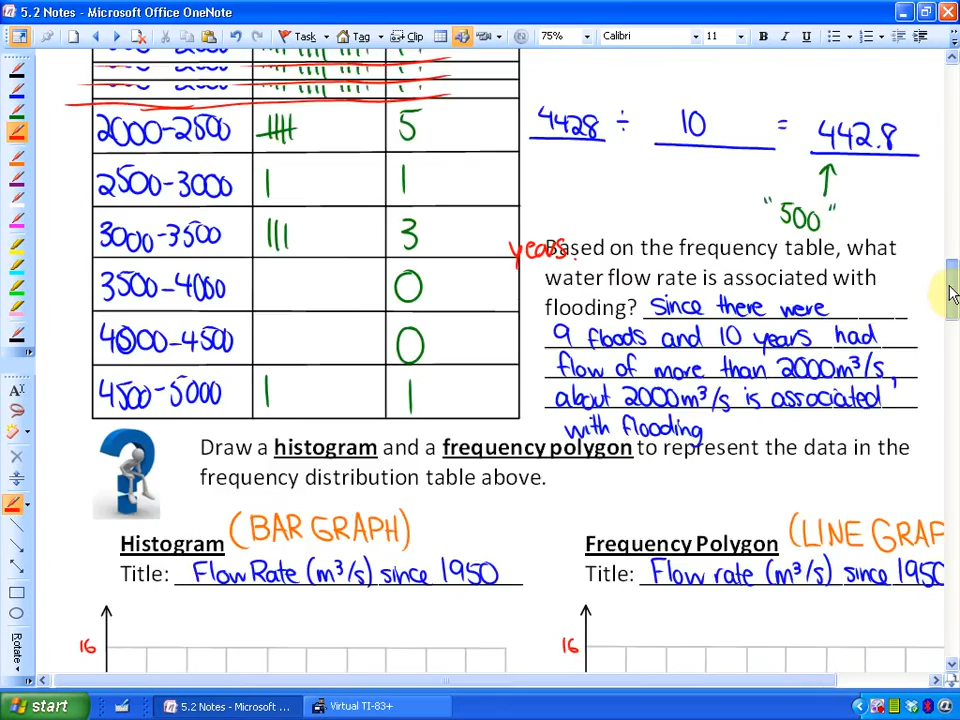 5.2 Notes - Microsoft Office OneNote
Task Tag Clip 75% Calibri 11 B I U
2000-2500 5
4428 ÷ 10 = 442.8
2500-3000 1
"500"
3000-3500 3
years.
Based on the frequency table, what
water flow rate is associated with
flooding? since there were
9 floods and 10 years had
flow of more than 2000m³/s,
about 2000m³/s is associated
with flooding
3500-4000 0
4000-4500 0
4500-5000 1
Draw a histogram and a frequency polygon to represent the data in the
frequency distribution table above.
Histogram (BAR GRAPH)
Title: Flow Rate (m³/s) since 1950
16
Frequency Polygon (LINE GRAP
Title: Flow rate (m³/s) since 1950
16
Rotate
start 5.2 Notes - Microsoft ... Virtual TI-83+